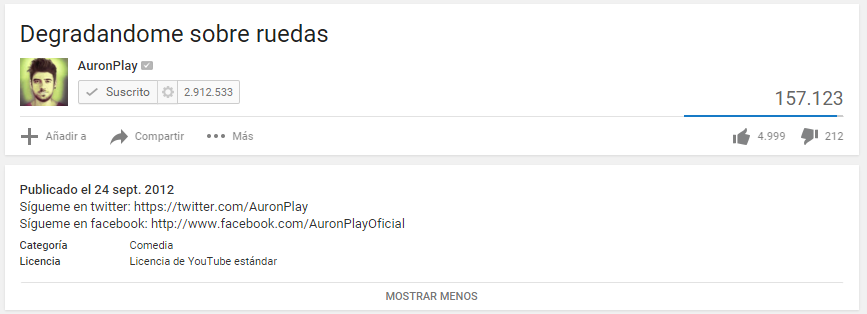 Degradandome sobre ruedas
AuronPlay
Suscrito 2.912.533
157.123
Añadir a Compartir Más 4.999 212
Publicado el 24 sept. 2012
Sígueme en twitter: https://twitter.com/AuronPlay
Sígueme en facebook: http://www.facebook.com/AuronPlayOficial
Categoría Comedia
Licencia Licencia de YouTube estándar
MOSTRAR MENOS